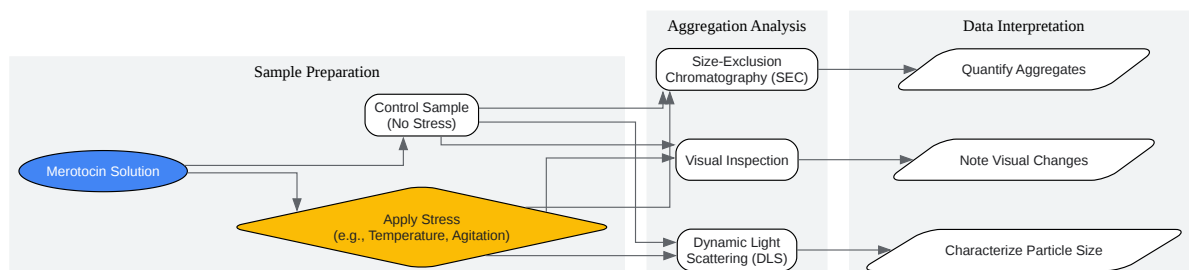 Sample Preparation
Merotocin Solution
Control Sample
(No Stress)
Apply Stress
(e.g., Temperature, Agitation)
Aggregation Analysis
Size-Exclusion
Chromatography (SEC)
Visual Inspection
Dynamic Light
Scattering (DLS)
Data Interpretation
Quantify Aggregates
Note Visual Changes
Characterize Particle Size